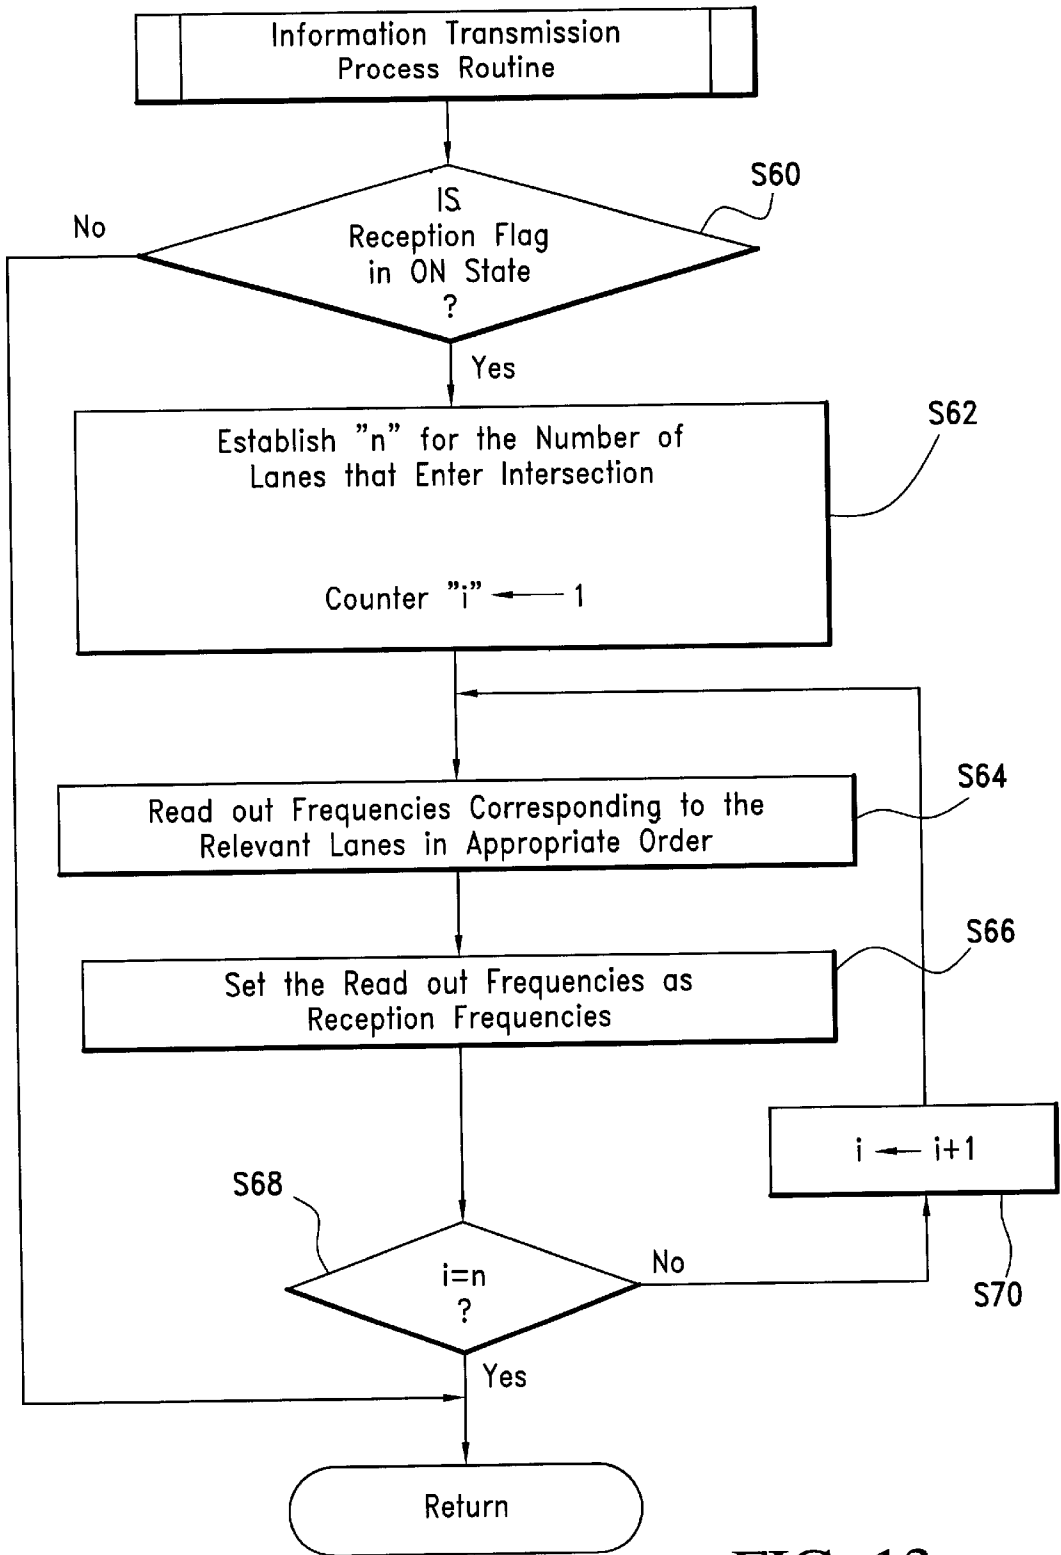 Information Transmission
Process Routine
S60
No
IS
Reception Flag
in ON State
?
Yes
S62
Establish "n" for the Number of
Lanes that Enter Intersection
Counter "i" ← 1
S64
Read out Frequencies Corresponding to the
Relevant Lanes in Appropriate Order
S66
Set the Read out Frequencies as
Reception Frequencies
i ← i+1
S68
i=n
?
No
S70
Yes
Return
FIG.